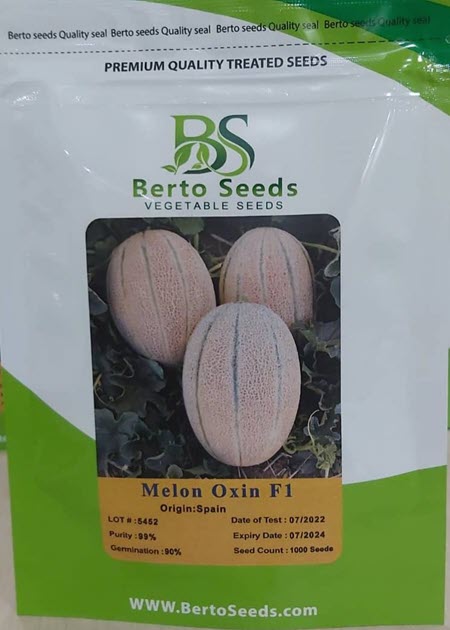 Berto seeds Quality seal Berto seeds Quality seal Berto seeds Quality seal Berto seeds Quality seal
PREMIUM QUALITY TREATED SEEDS
BS
Berto Seeds
VEGETABLE SEEDS
Melon Oxin F1
Origin:Spain
LOT # : 5452 Date of Test : 07/2022
Purity : 99% Expiry Date : 07/2024
Germination : 90% Seed Count : 1000 Seede
WWW.BertoSeeds.com